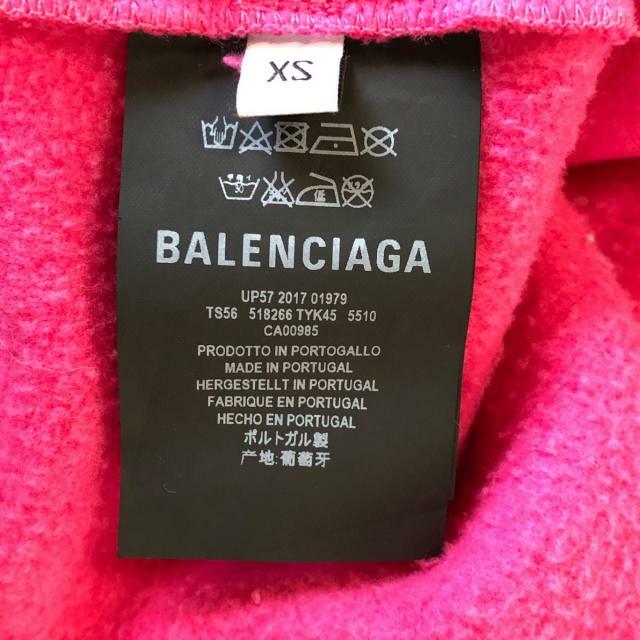 XS
BALENCIAGA
UP57 2017 01979
TS56 518266 TYK45 5510
CA00985
PRODOTTO IN PORTOGALLO
MADE IN PORTUGAL
HERGESTELLT IN PORTUGAL
FABRIQUE EN PORTUGAL
HECHO EN PORTUGAL
ポルトガル製
产地:葡萄牙